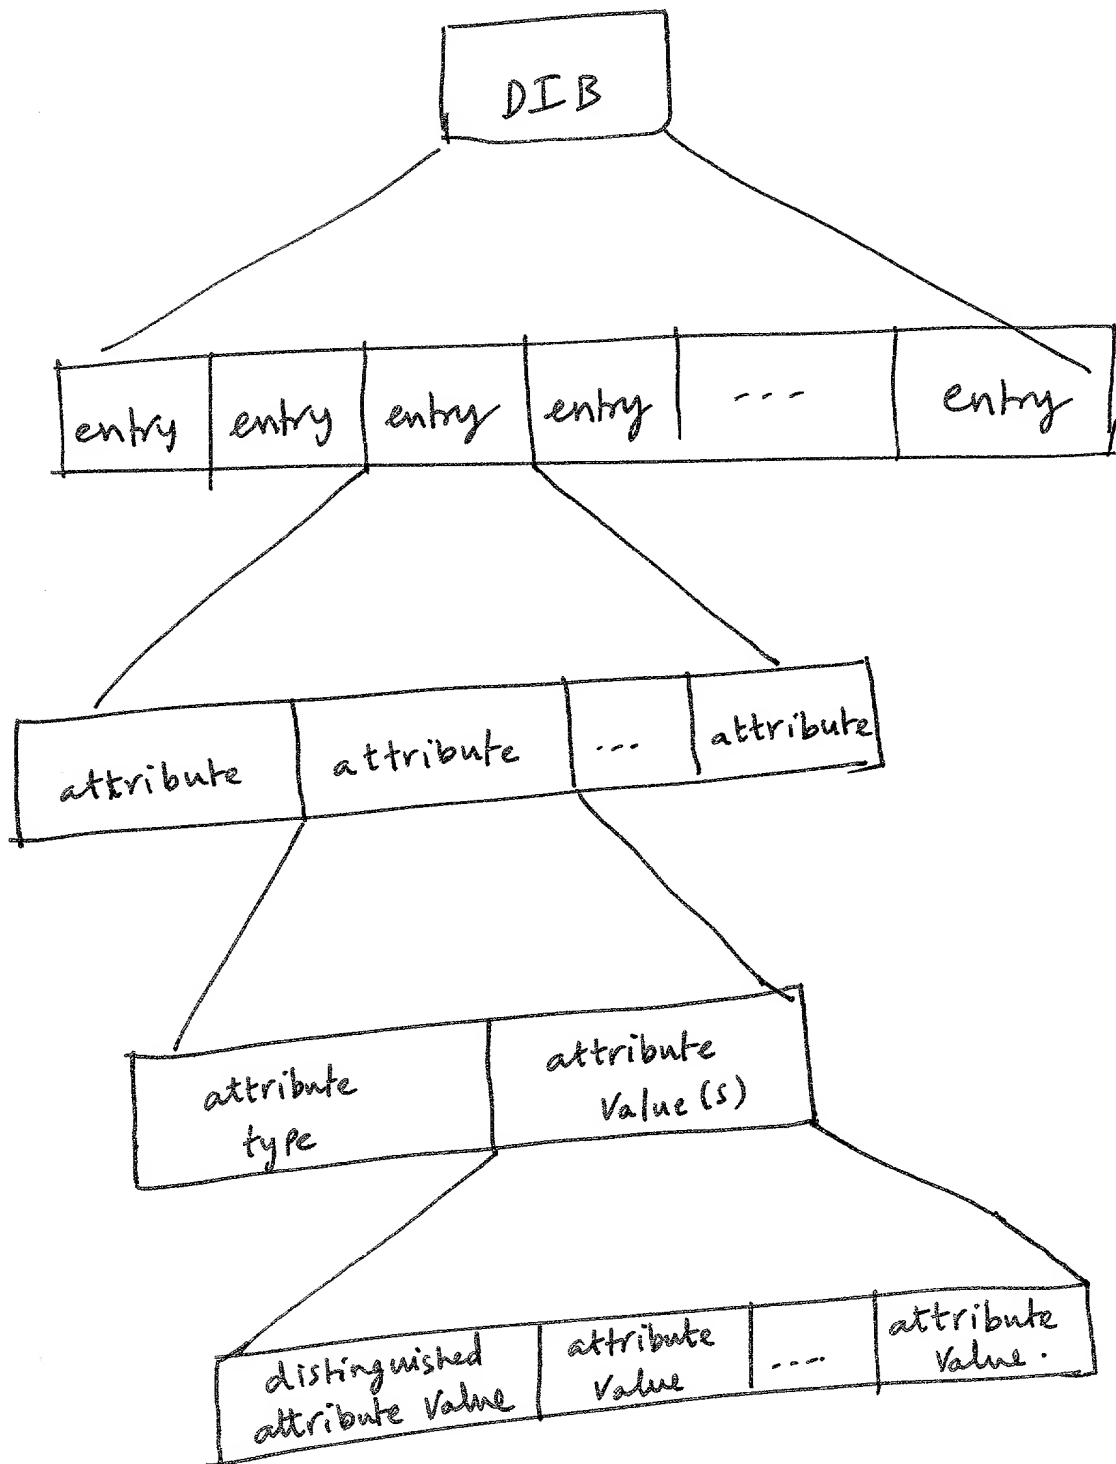 DIB
entry entry entry entry --- entry
attribute attribute ... attribute
attribute
type
attribute
Value(s)
distinguished
attribute Value
attribute
Value
....
attribute
Value.